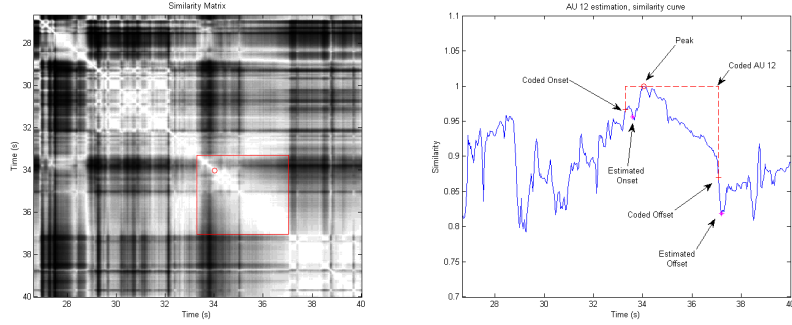 Similarity Matrix
28
30
32
34
36
38
40
Time (s)
28
30
32
34
36
38
40
Time (s)
AU 12 estimation, similarity curve
1.1
1.05
1
0.95
0.9
0.85
0.8
0.75
0.7
Similarity
Peak
Coded AU 12
Coded Onset
Estimated
Onset
Coded Offset
Estimated
Offset
28
30
32
34
36
38
40
Time (s)